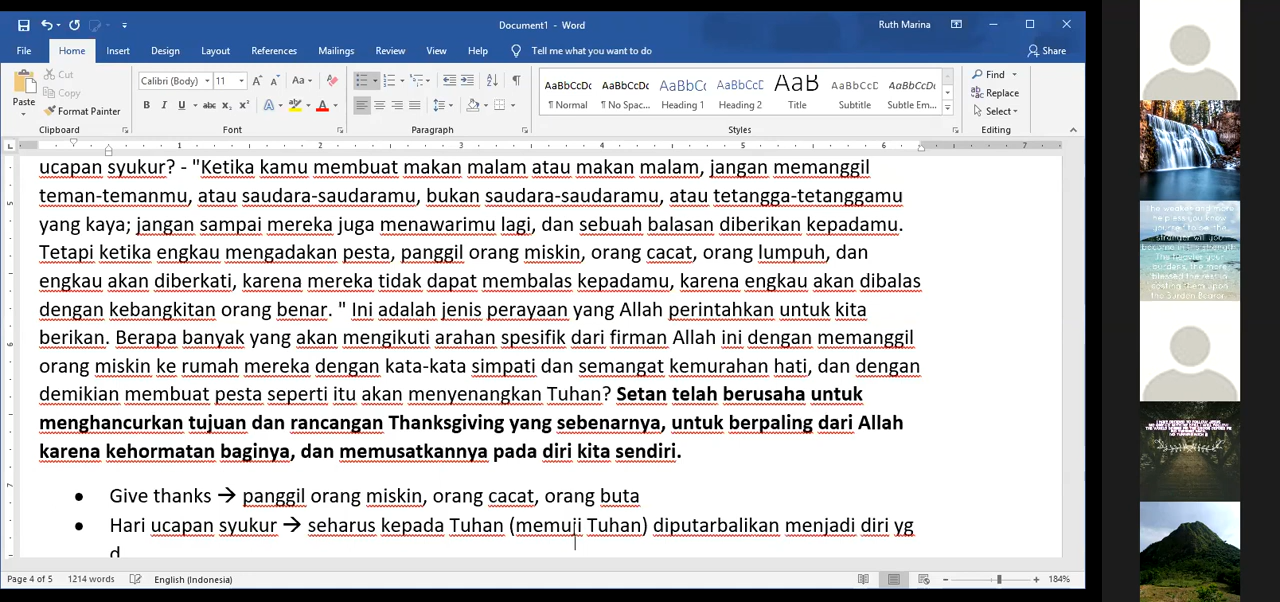 Document1 - Word
Ruth Marina
File Home Insert Design Layout References Mailings Review View Help Tell me what you want to do Share
Paste
Cut
Copy
Format Painter
Calibri (Body) 11
Clipboard Font Paragraph Styles Editing
AaBbCcDc AaBbCcDc AaBbCc AaBbCcD AaB AaBbCcD AaBbCcDc
¶ Normal ¶ No Spac... Heading 1 Heading 2 Title Subtitle Subtle Em...
Find
Replace
Select
1 2 3 4 5 6 7
ucapan syukur? - "Ketika kamu membuat makan malam atau makan malam, jangan memanggil
teman-temanmu, atau saudara-saudaramu, bukan saudara-saudaramu, atau tetangga-tetanggamu
yang kaya; jangan sampai mereka juga menawarimu lagi, dan sebuah balasan diberikan kepadamu.
Tetapi ketika engkau mengadakan pesta, panggil orang miskin, orang cacat, orang lumpuh, dan
engkau akan diberkati, karena mereka tidak dapat membalas kepadamu, karena engkau akan dibalas
dengan kebangkitan orang benar. " Ini adalah jenis perayaan yang Allah perintahkan untuk kita
berikan. Berapa banyak yang akan mengikuti arahan spesifik dari firman Allah ini dengan memanggil
orang miskin ke rumah mereka dengan kata-kata simpati dan semangat kemurahan hati, dan dengan
demikian membuat pesta seperti itu akan menyenangkan Tuhan? Setan telah berusaha untuk
menghancurkan tujuan dan rancangan Thanksgiving yang sebenarnya, untuk berpaling dari Allah
karena kehormatan baginya, dan memusatkannya pada diri kita sendiri.
• Give thanks → panggil orang miskin, orang cacat, orang buta
• Hari ucapan syukur → seharus kepada Tuhan (memuji Tuhan) diputarbalikan menjadi diri yg
d
Page 4 of 5 1214 words English (Indonesia) 184%